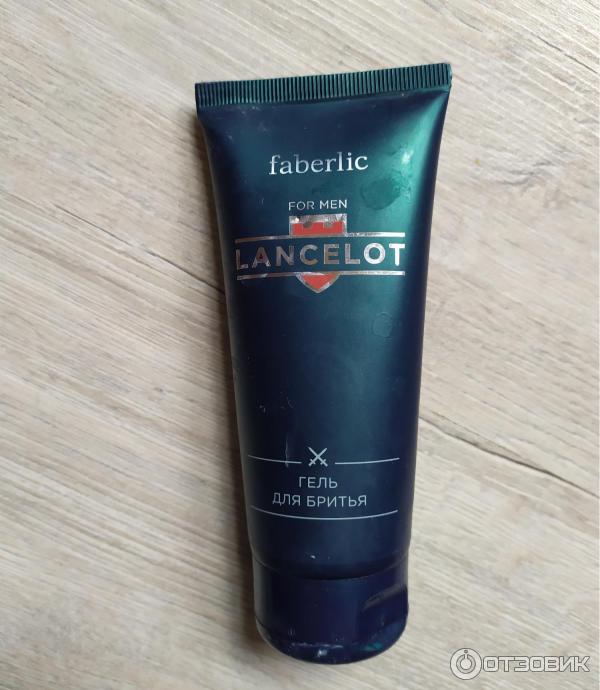 faberlic
FOR MEN
LANCELOT
ГЕЛЬ
ДЛЯ БРИТЬЯ
ОТЗОВИК